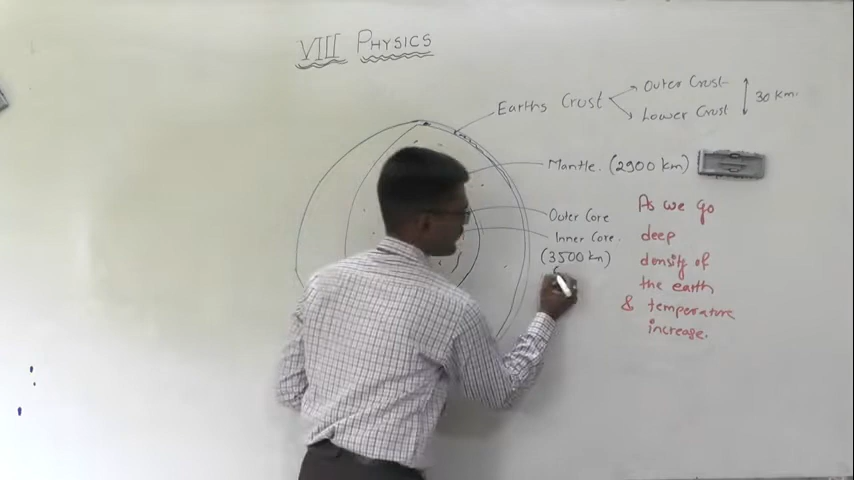 VIII PHYSICS
Earths Crust
Outer Crust
Lower Crust
30 Km.
Mantle. (2900 km)
Outer Core
Inner Core.
(3500 km)
As we go
deep
density of
the earth
& temperature
increase.